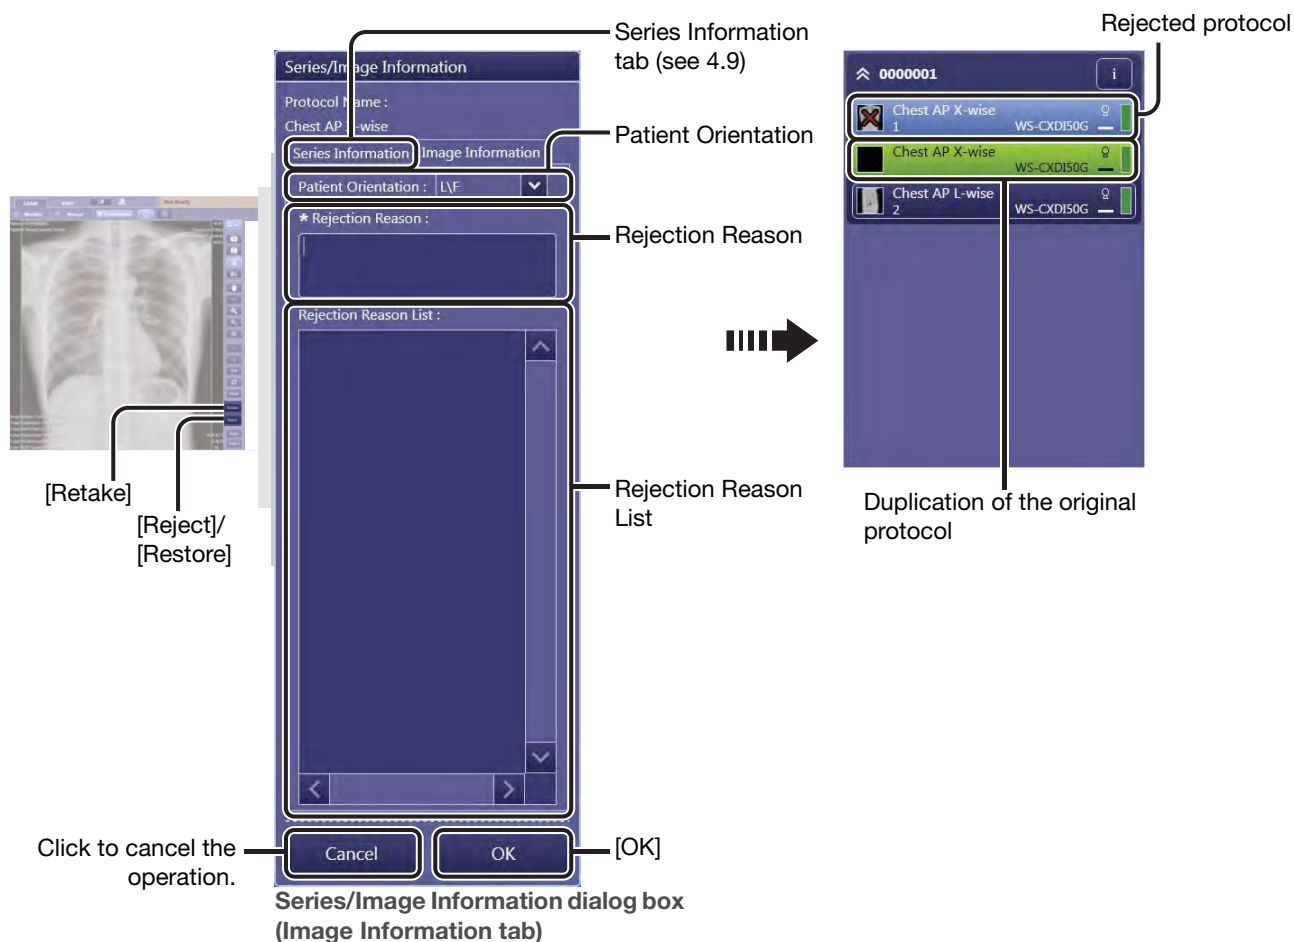 Rejected protocol
Series Information
tab (see 4.9)
Patient Orientation
Rejection Reason
Rejection Reason
List
Series/Image Information
Protocol Name :
Chest AP X-wise
Series Information
Image Information
Patient Orientation : L\F
* Rejection Reason :
Rejection Reason List :
Cancel
OK
[OK]
Click to cancel the
operation.
Series/Image Information dialog box
(Image Information tab)
EXAM
Not Ready
[Retake]
[Reject]/
[Restore]
0000001
i
Chest AP X-wise
1
WS-CXDI50G
Chest AP X-wise
WS-CXDI50G
Chest AP L-wise
2
WS-CXDI50G
Duplication of the original
protocol